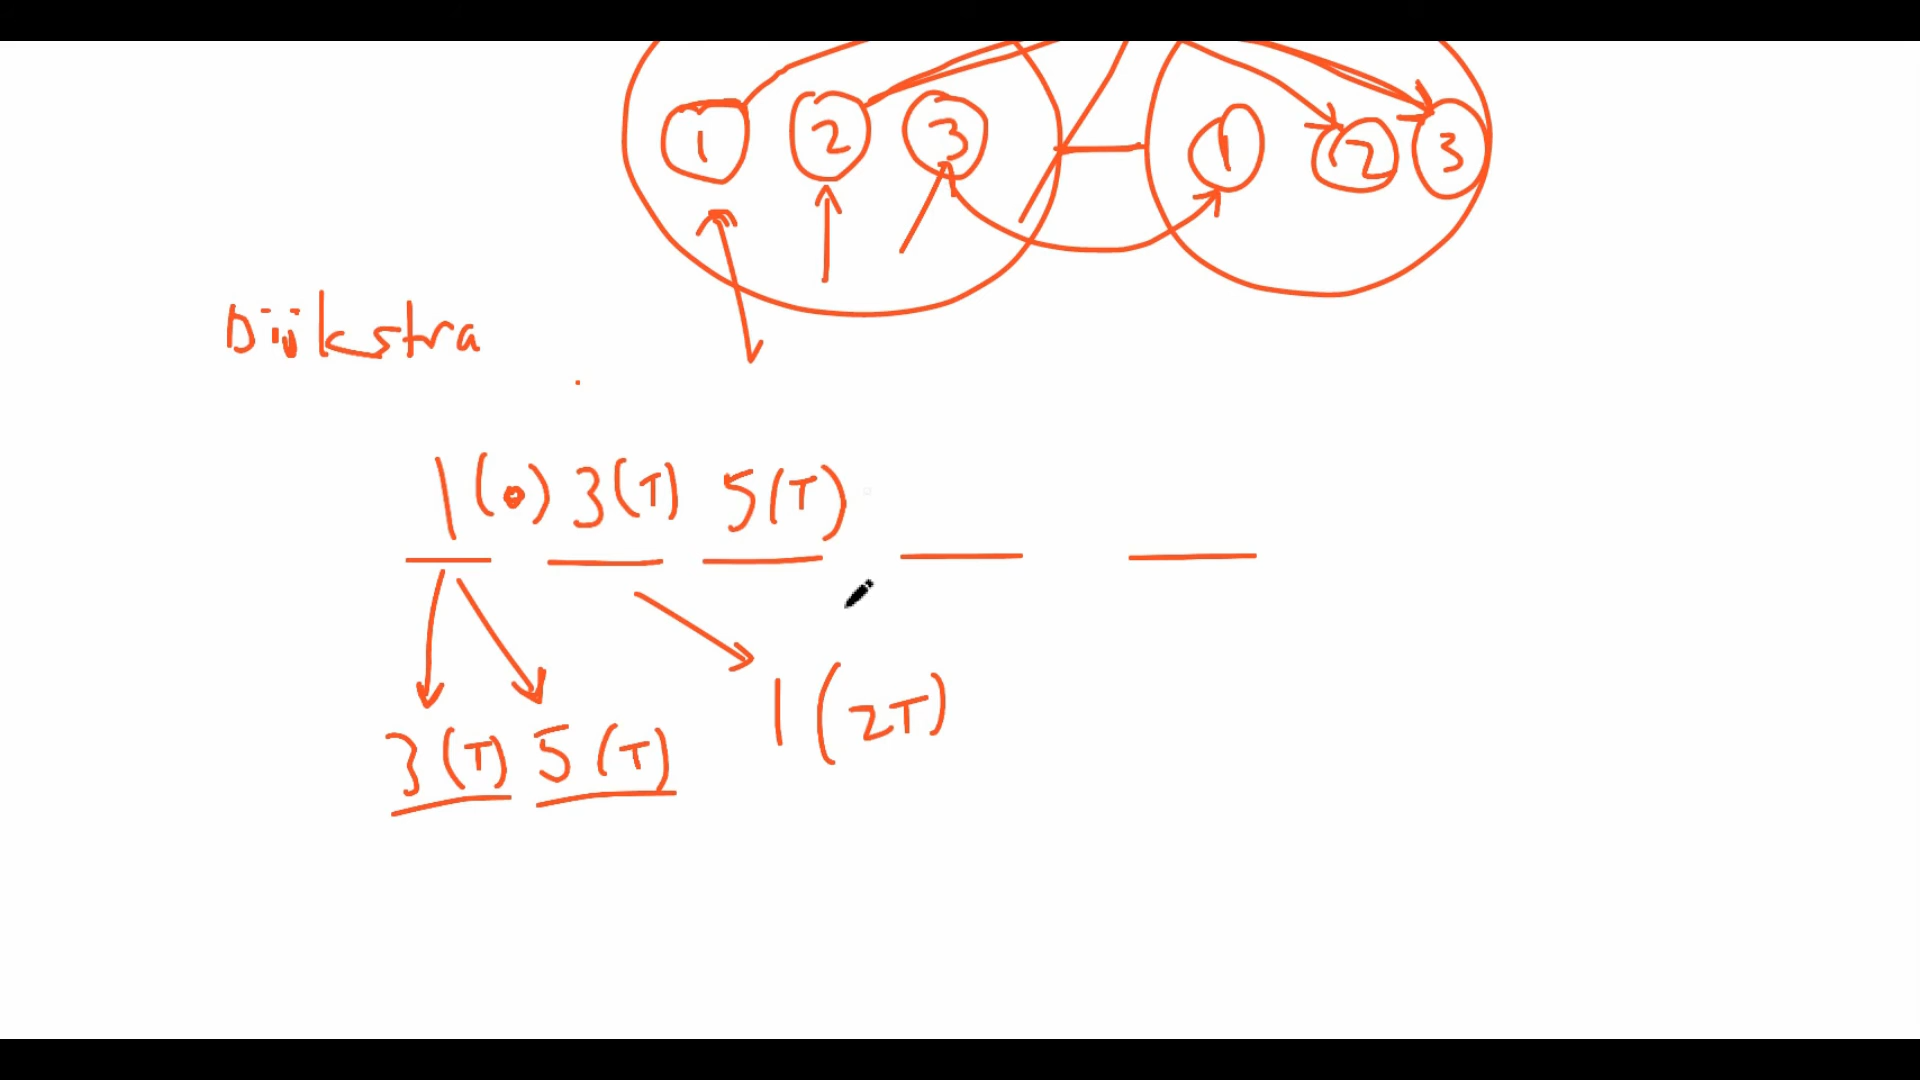 1 2 3 1 2 3
Dijkstra
1(0) 3(T) 5(T)
1(2T)
3(T) 5(T)